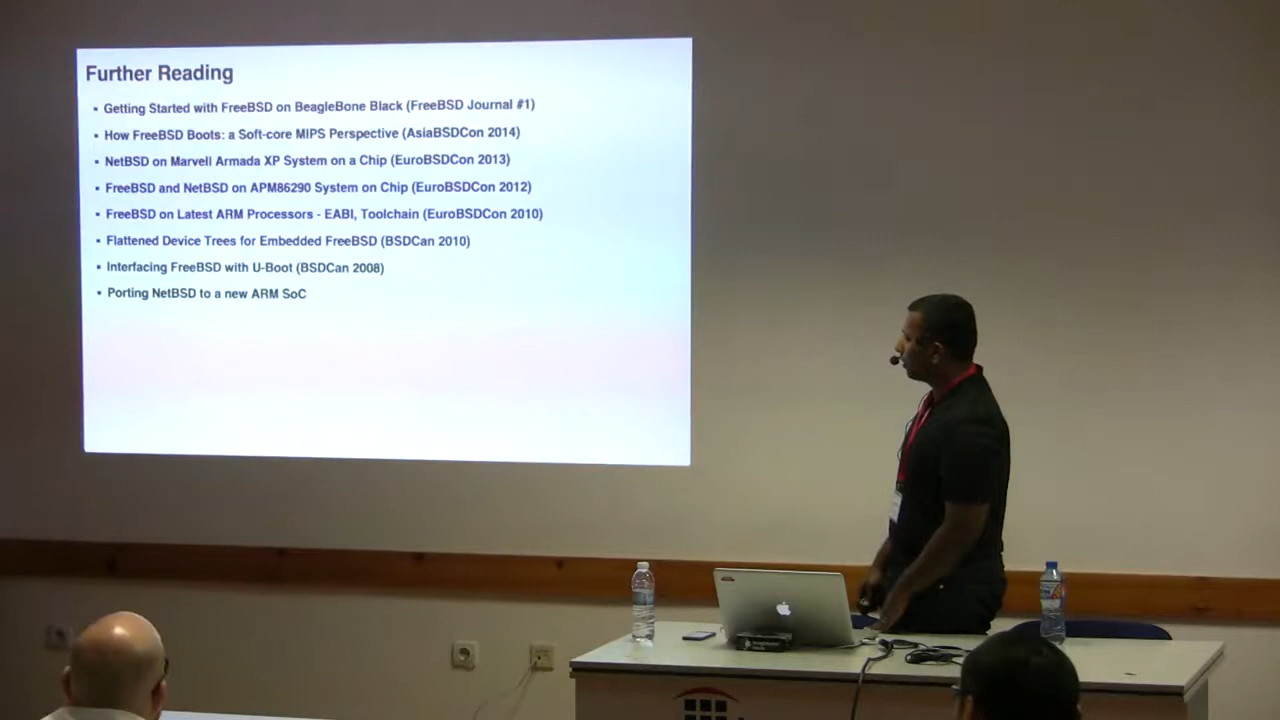 Further Reading
Getting Started with FreeBSD on BeagleBone Black (FreeBSD Journal #1)
How FreeBSD Boots: a Soft-core MIPS Perspective (AsiaBSDCon 2014)
NetBSD on Marvell Armada XP System on a Chip (EuroBSDCon 2013)
FreeBSD and NetBSD on APM86290 System on Chip (EuroBSDCon 2012)
FreeBSD on Latest ARM Processors - EABI, Toolchain (EuroBSDCon 2010)
Flattened Device Trees for Embedded FreeBSD (BSDCan 2010)
Interfacing FreeBSD with U-Boot (BSDCan 2008)
Porting NetBSD to a new ARM SoC